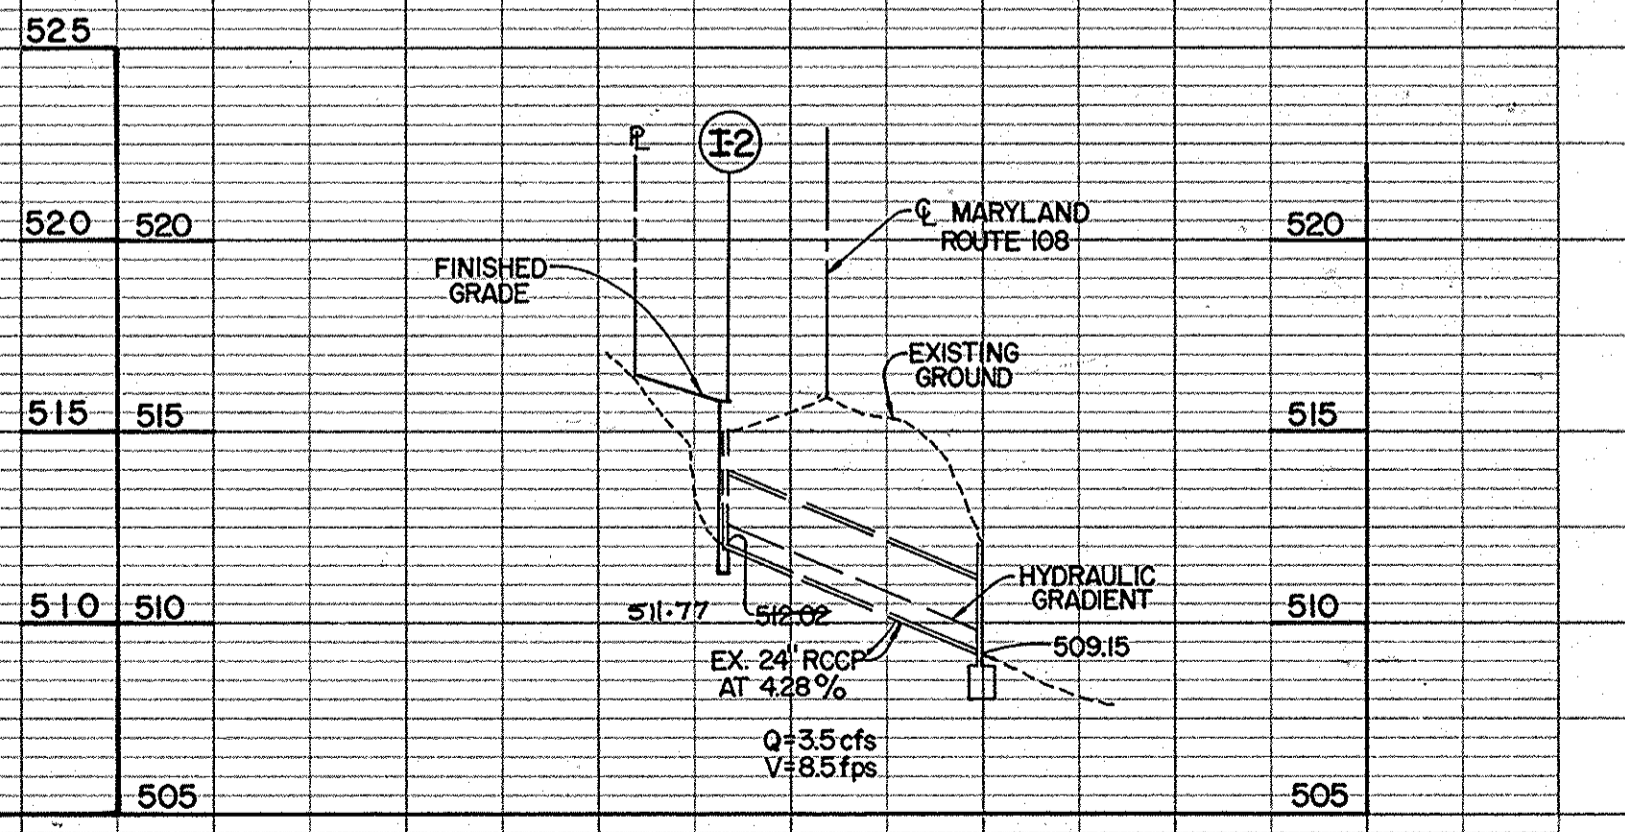 525
℄ MARYLAND
ROUTE 108
520 520 520
P̲L I-2
FINISHED
GRADE
EXISTING
GROUND
515 515 515
HYDRAULIC
GRADIENT
510 510 510
511.77 512.02
509.15
EX. 24" RCCP
AT 4.28%
Q=3.5 cfs
V=8.5 fps
505 505